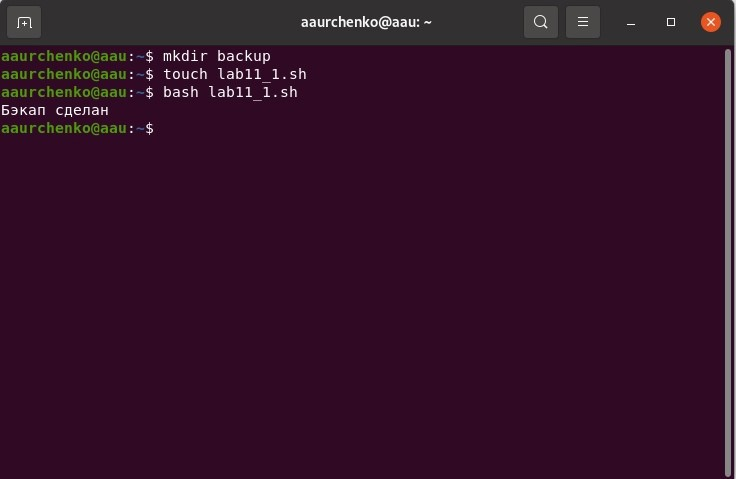 aaurchenko@aau: ~
aaurchenko@aau:~$ mkdir backup
aaurchenko@aau:~$ touch lab11_1.sh
aaurchenko@aau:~$ bash lab11_1.sh
Бэкап сделан
aaurchenko@aau:~$